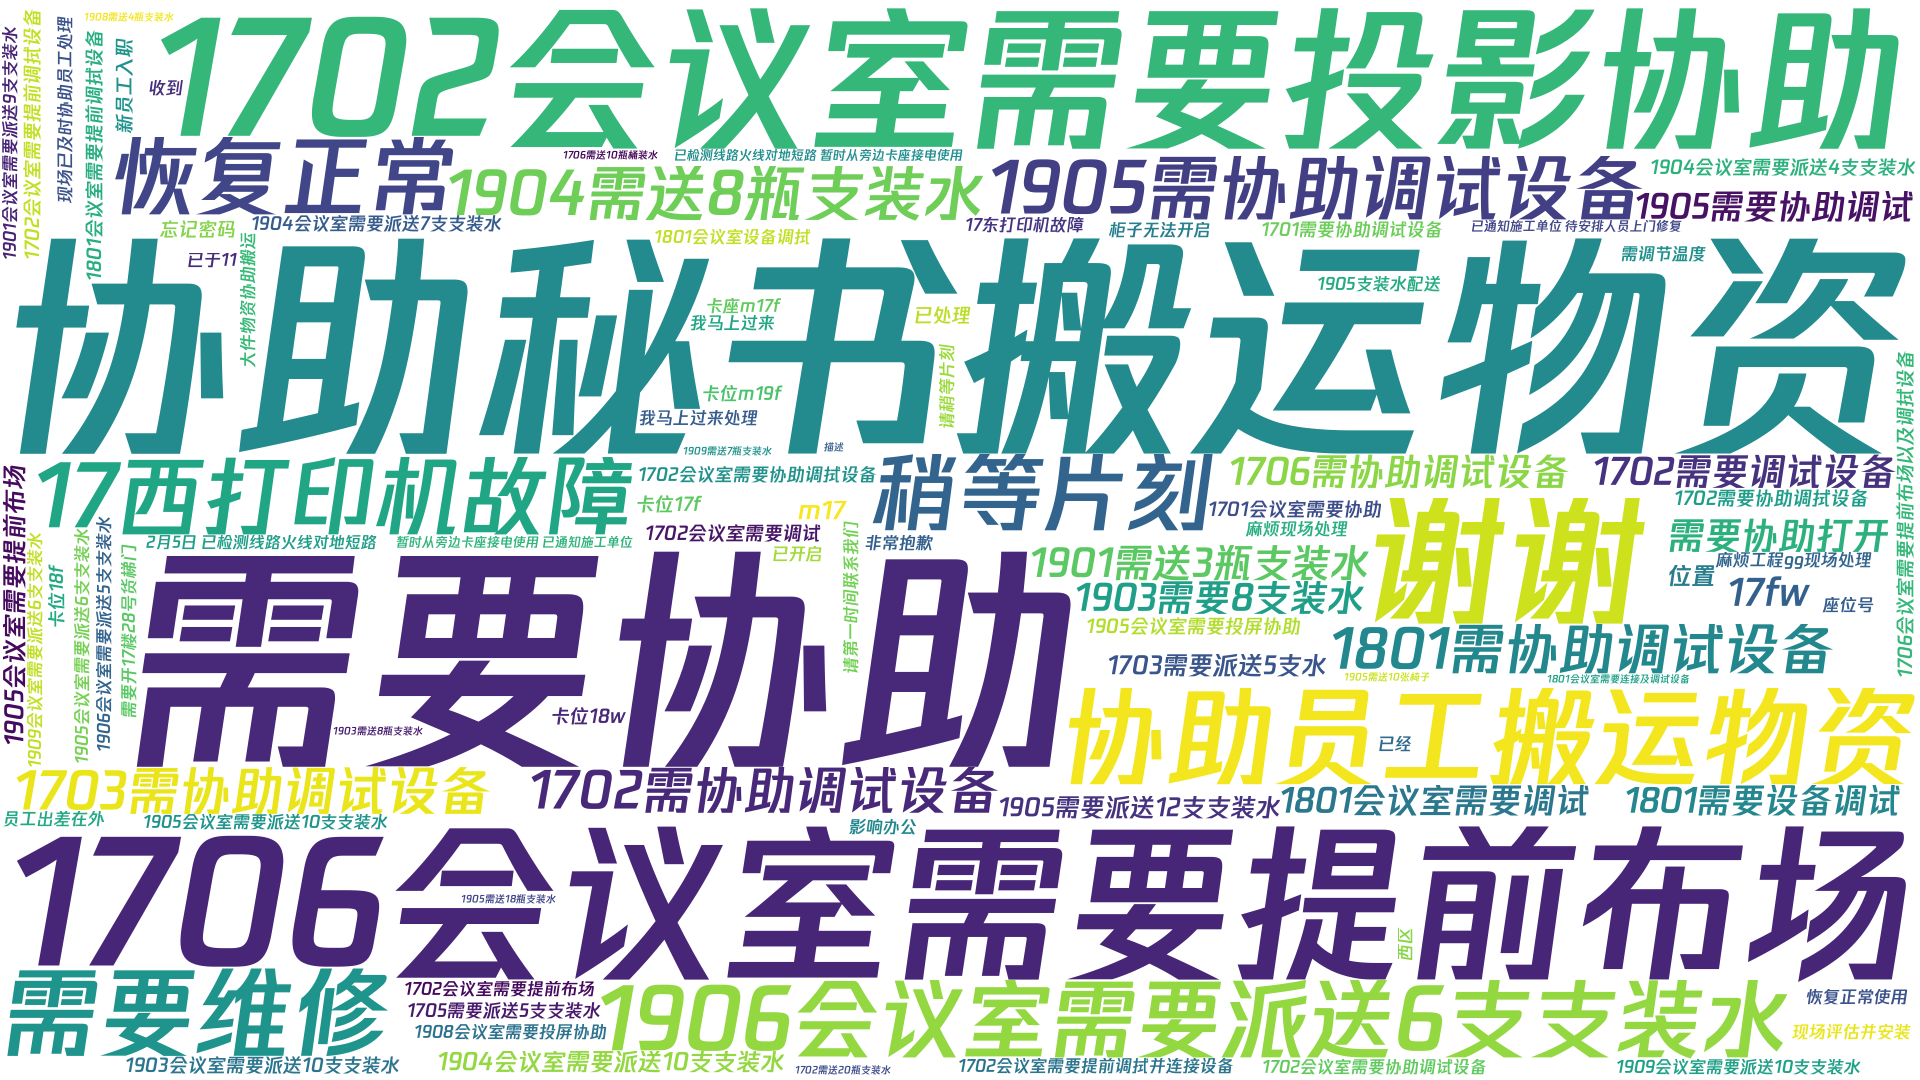 1908需送4瓶支装水
1702会议室需要投影协助
1901会议室需要派送9支支装水
1702会议室需要提前调拭设备
现场已及时协助员工处理
1801会议室需要提前调拭设备
新员工入职
收到
恢复正常
1706需送10瓶桶装水
已检测线路火线对地短路 暂时从旁边卡座接电使用
1904需送8瓶支装水
1905需协助调试设备
1904会议室需要派送4支支装水
1905需要协助调试
忘记密码
1904会议室需要派送7支支装水
17东打印机故障
柜子无法开启
1701需要协助调试设备
已通知施工单位 待安排人员上门修复
1801会议室设备调拭
已于11
大件物资协助搬运
需调节温度
协助秘书搬运物资
1905支装水配送
卡座m17f
我马上过来
已处理
请稍等片刻
卡位m19f
我马上过来处理
1909需送7瓶支装水
描述
1706会议室需要提前布场以及调拭设备
17西打印机故障
1702会议室需要协助调拭设备
稍等片刻
1706需协助调试设备
1702需要调试设备
1702需要协助调拭设备
卡位17f
m17
1701会议室需要协助
麻烦现场处理
谢谢
需要协助打开
1905会议室需要提前布场
1909会议室需要派送6支支装水
卡位18f
1905会议室需要派送6支支装水
1906会议室需要派送5支支装水
需要开17楼28号货梯门
2月5日 已检测线路火线对地短路
暂时从旁边卡座接电使用 已通知施工单位
1702会议室需要调试
已开启
请第一时间联系我们
非常抱歉
1901需送3瓶支装水
麻烦工程gg现场处理
位置
17fw
座位号
需要协助
1903需要8支装水
1905会议室需要投屏协助
1801需协助调试设备
1703需要派送5支水
1905需送10张椅子
1801会议室需要连接及调试设备
卡位18w
1903需送8瓶支装水
协助员工搬运物资
已经
1703需协助调试设备
1702需协助调试设备
1905需要派送12支支装水
1801会议室需要调试
1801需要设备调试
员工出差在外
1905会议室需要派送10支支装水
影响办公
1706会议室需要提前布场
1905需送18瓶支装水
西区
需要维修
1702会议室需要提前布场
1705需要派送5支支装水
1908会议室需要投屏协助
1906会议室需要派送6支支装水
恢复正常使用
现场评估并安装
1903会议室需要派送10支支装水
1904会议室需要派送10支支装水
1702需送20瓶支装水
1702会议室需要提前调拭并连接设备
1702会议室需要协助调试设备
1909会议室需要派送10支支装水